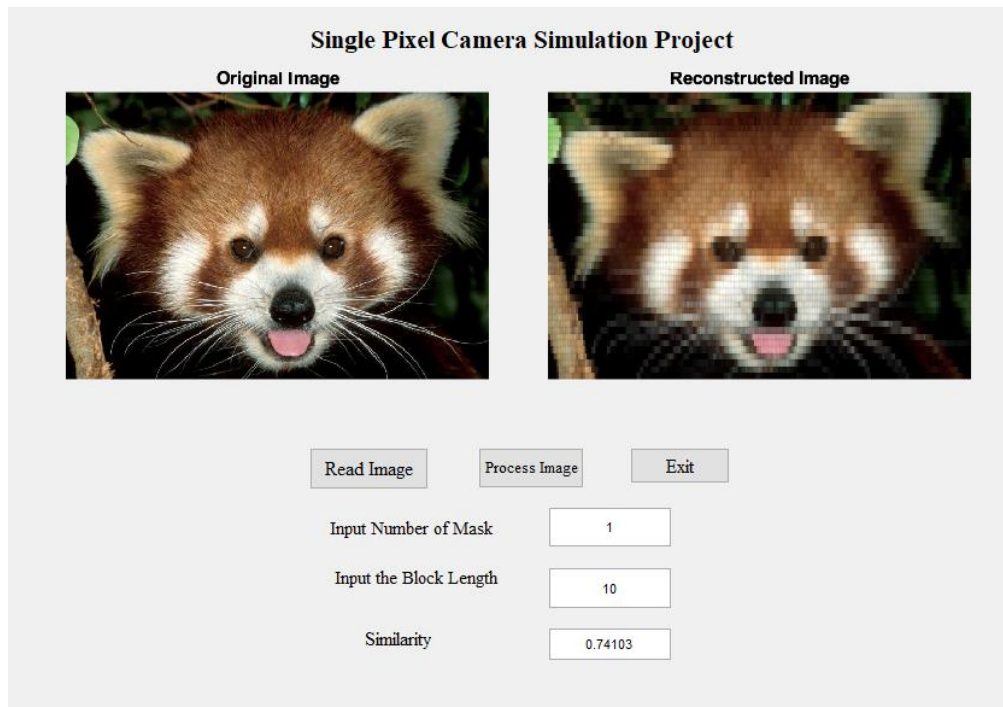 Single Pixel Camera Simulation Project
Original Image
Reconstructed Image
Read Image
Process Image
Exit
Input Number of Mask
1
Input the Block Length
10
Similarity
0.74103